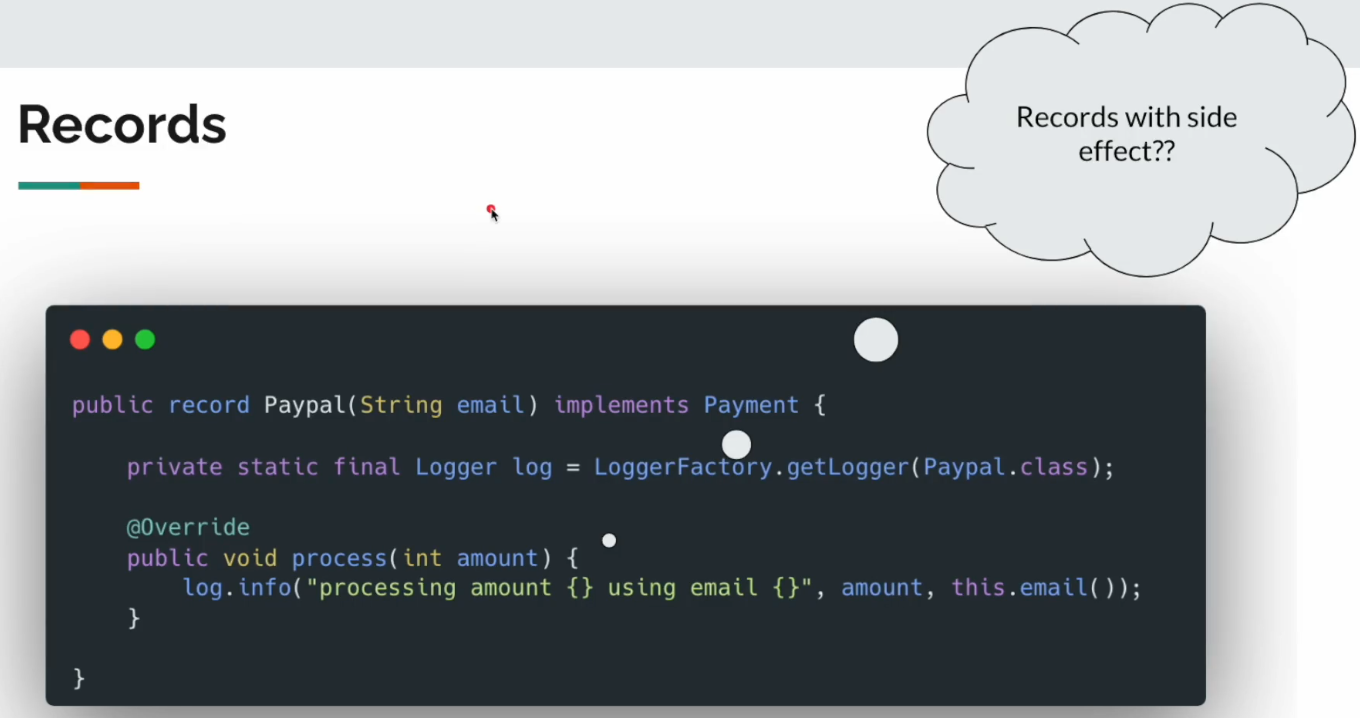 Records
Records with side
effect??
public record Paypal(String email) implements Payment {
private static final Logger log = LoggerFactory.getLogger(Paypal.class);
@Override
public void process(int amount) {
log.info("processing amount {} using email {}", amount, this.email());
}
}